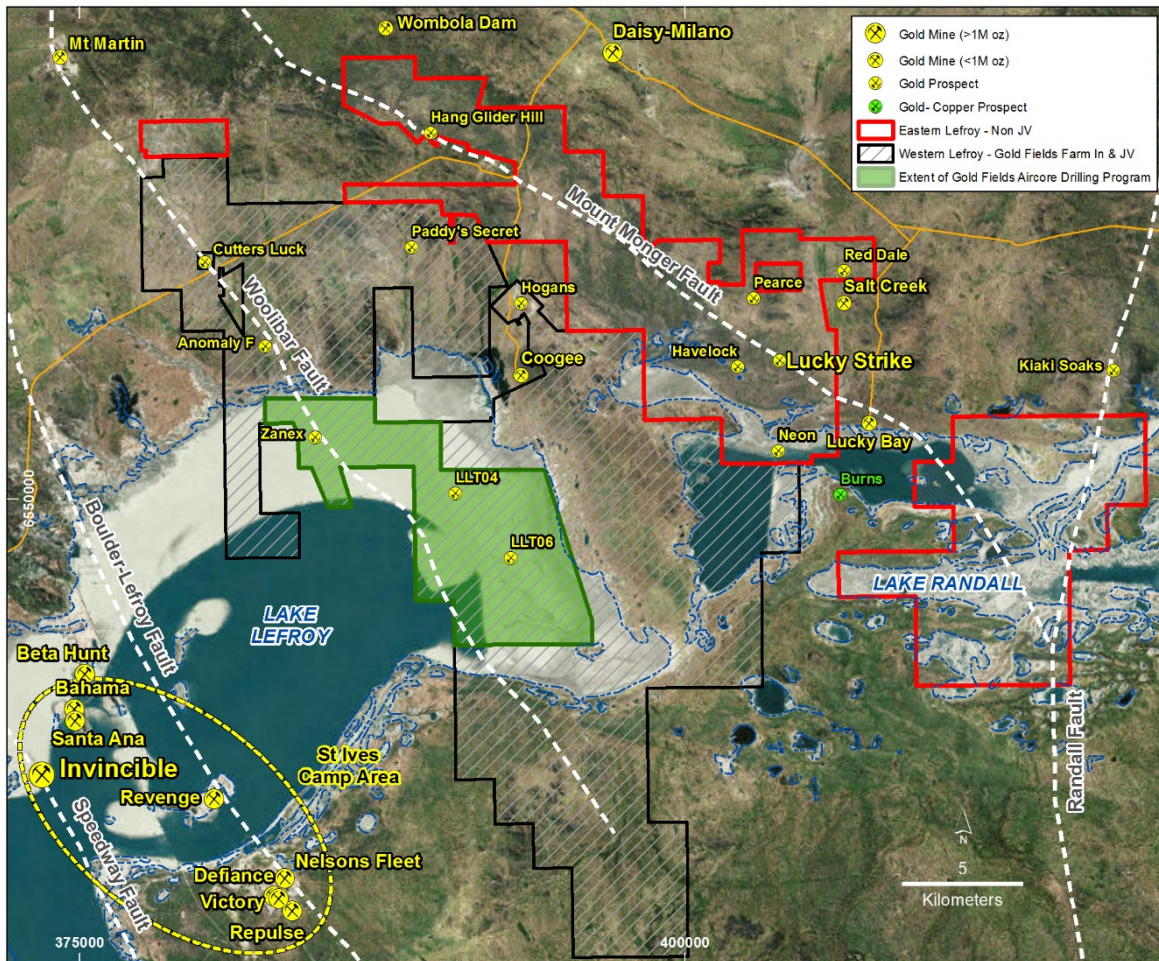 Mt Martin
Wombola Dam
Daisy-Milano
Gold Mine (>1M oz)
Gold Mine (<1M oz)
Gold Prospect
Gold- Copper Prospect
Eastern Lefroy - Non JV
Western Lefroy - Gold Fields Farm In & JV
Extent of Gold Fields Aircore Drilling Program
Hang Glider Hill
Mount Monger Fault
Paddy's Secret
Cutters Luck
Woolibar Fault
Red Dale
Pearce
Salt Creek
Hogans
Anomaly F
Coogee
Havelock
Lucky Strike
Kiaki Soaks
Zanex
Neon
Lucky Bay
LLT04
Burns
6550000
Boulder-Lefroy Fault
LLT06
LAKE RANDALL
LAKE
LEFROY
Beta Hunt
Bahama
Santa Ana
Invincible
St Ives
Camp Area
Revenge
Randall Fault
Speedway Fault
Nelsons Fleet
Defiance
Victory
Repulse
N
5
Kilometers
375000
400000